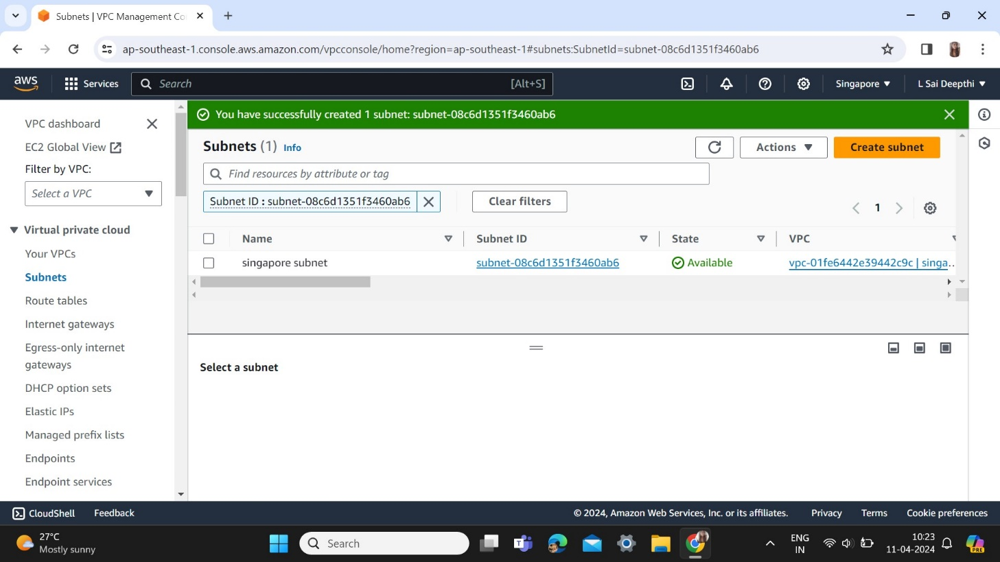 Subnets | VPC Management Co
ap-southeast-1.console.aws.amazon.com/vpcconsole/home?region=ap-southeast-1#subnets:SubnetId=subnet-08c6d1351f3460ab6
aws Services Search [Alt+S] Singapore L Sai Deepthi
VPC dashboard
EC2 Global View
Filter by VPC:
Select a VPC
Virtual private cloud
Your VPCs
Subnets
Route tables
Internet gateways
Egress-only internet
gateways
DHCP option sets
Elastic IPs
Managed prefix lists
Endpoints
Endpoint services
You have successfully created 1 subnet: subnet-08c6d1351f3460ab6
Subnets (1) Info
Actions
Create subnet
Find resources by attribute or tag
Subnet ID : subnet-08c6d1351f3460ab6
Clear filters
1
Name Subnet ID State VPC
singapore subnet subnet-08c6d1351f3460ab6 Available vpc-01fe6442e39442c9c | singa...
Select a subnet
CloudShell Feedback © 2024, Amazon Web Services, Inc. or its affiliates. Privacy Terms Cookie preferences
27°C
Mostly sunny
Search
ENG
IN
10:23
11-04-2024
PRE